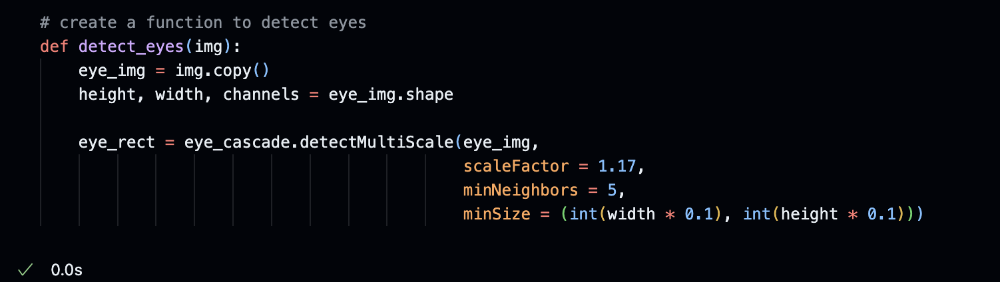 # create a function to detect eyes
def detect_eyes(img):
    eye_img = img.copy()
    height, width, channels = eye_img.shape
    eye_rect = eye_cascade.detectMultiScale(eye_img,
                                            scaleFactor = 1.17,
                                            minNeighbors = 5,
                                            minSize = (int(width * 0.1), int(height * 0.1)))
0.0s